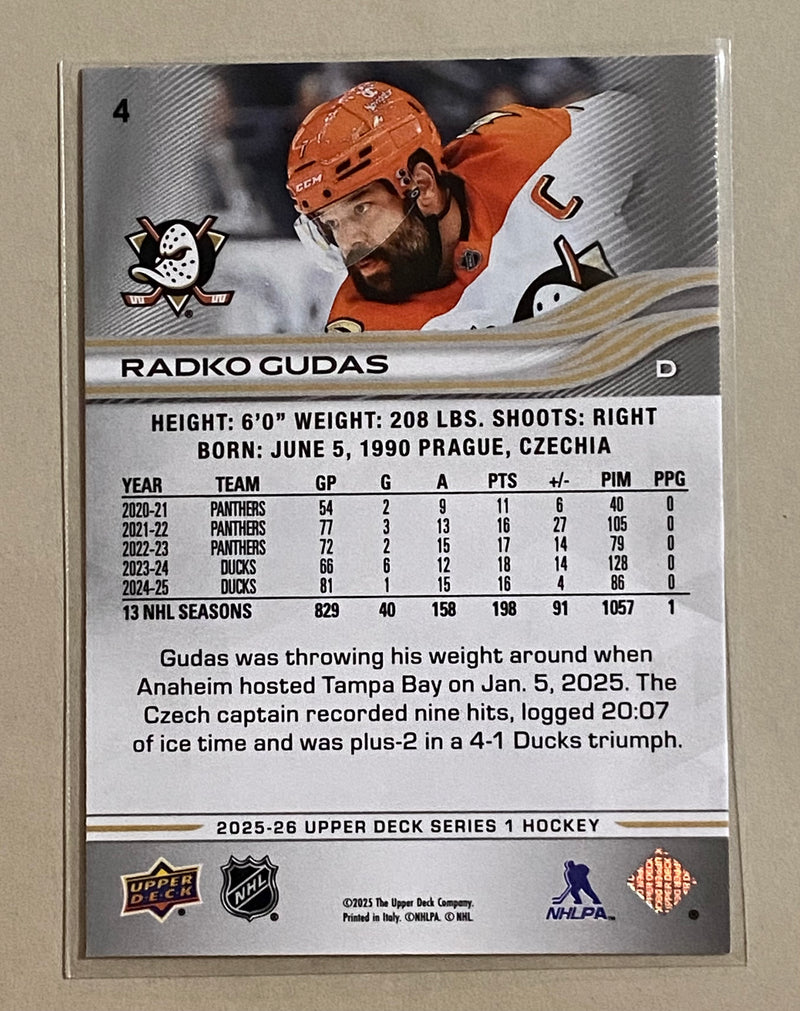 4
CCM
C
RADKO GUDAS D
HEIGHT: 6'0" WEIGHT: 208 LBS. SHOOTS: RIGHT
BORN: JUNE 5, 1990 PRAGUE, CZECHIA
YEAR TEAM GP G A PTS +/- PIM PPG
2020-21 PANTHERS 54 2 9 11 6 40 0
2021-22 PANTHERS 77 3 13 16 27 105 0
2022-23 PANTHERS 72 2 15 17 14 79 0
2023-24 DUCKS 66 6 12 18 14 128 0
2024-25 DUCKS 81 1 15 16 4 86 0
13 NHL SEASONS 829 40 158 198 91 1057 1
Gudas was throwing his weight around when
Anaheim hosted Tampa Bay on Jan. 5, 2025. The
Czech captain recorded nine hits, logged 20:07
of ice time and was plus-2 in a 4-1 Ducks triumph.
2025-26 UPPER DECK SERIES 1 HOCKEY
UPPER
D·E·C·K
NHL
©2025 The Upper Deck Company.
Printed in Italy. ©NHLPA. © NHL.
NHLPA™
UPPER DECK